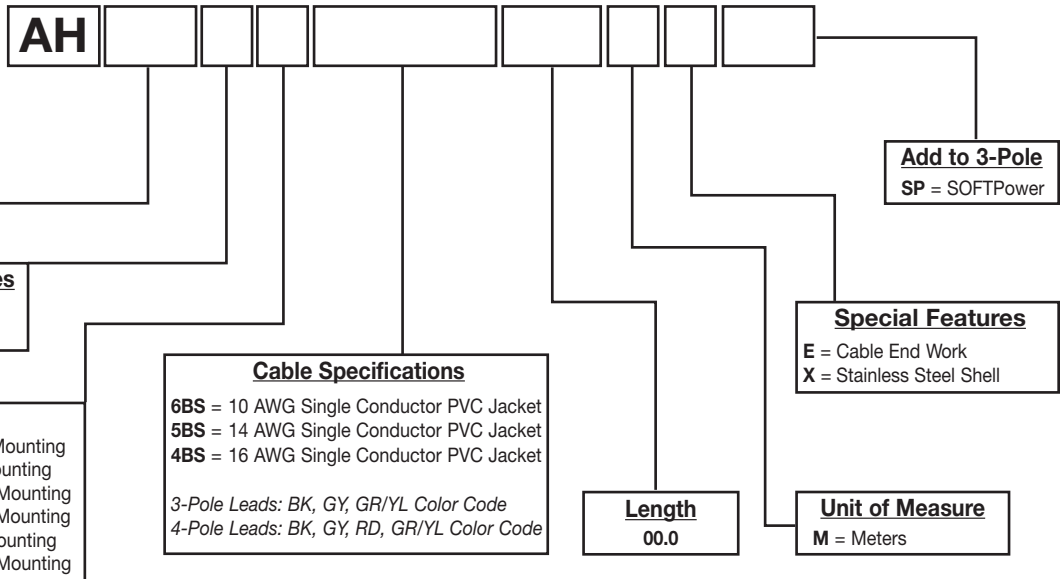 AH
Add to 3-Pole
SP = SOFTPower
es
Special Features
E = Cable End Work
X = Stainless Steel Shell
Cable Specifications
6BS = 10 AWG Single Conductor PVC Jacket
5BS = 14 AWG Single Conductor PVC Jacket
4BS = 16 AWG Single Conductor PVC Jacket
3-Pole Leads: BK, GY, GR/YL Color Code
4-Pole Leads: BK, GY, RD, GR/YL Color Code
Mounting
ounting
Mounting
Mounting
ounting
Mounting
Length
00.0
Unit of Measure
M = Meters